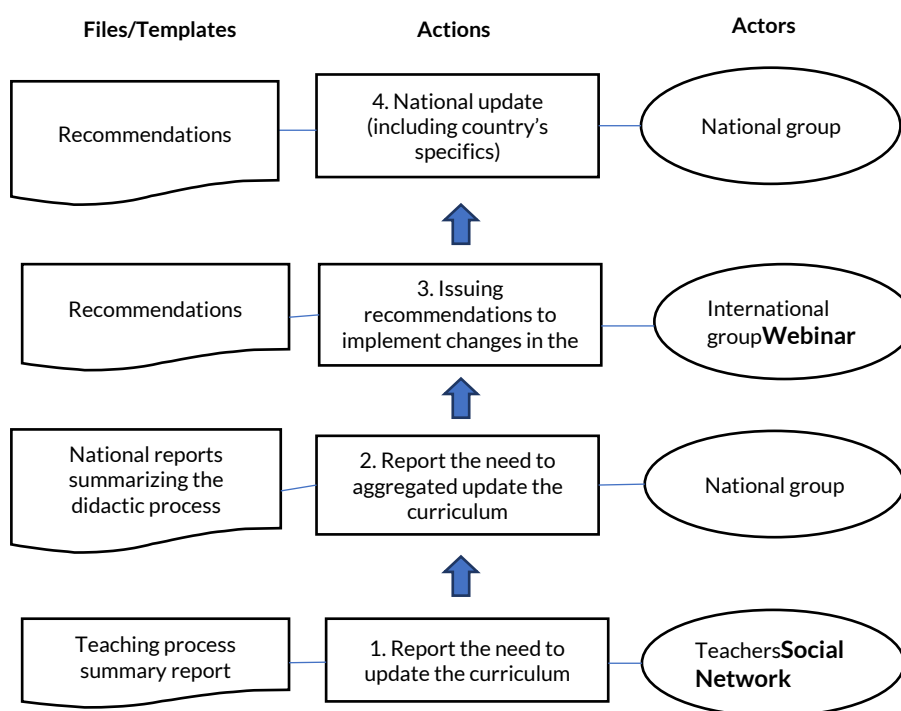 Files/Templates
Actions
Actors
Recommendations
4. National update
(including country’s
specifics)
National group
Recommendations
3. Issuing
recommendations to
implement changes in the
International
groupWebinar
National reports
summarizing the
didactic process
2. Report the need to
aggregated update the
curriculum
National group
Teaching process
summary report
1. Report the need to
update the curriculum
TeachersSocial
Network